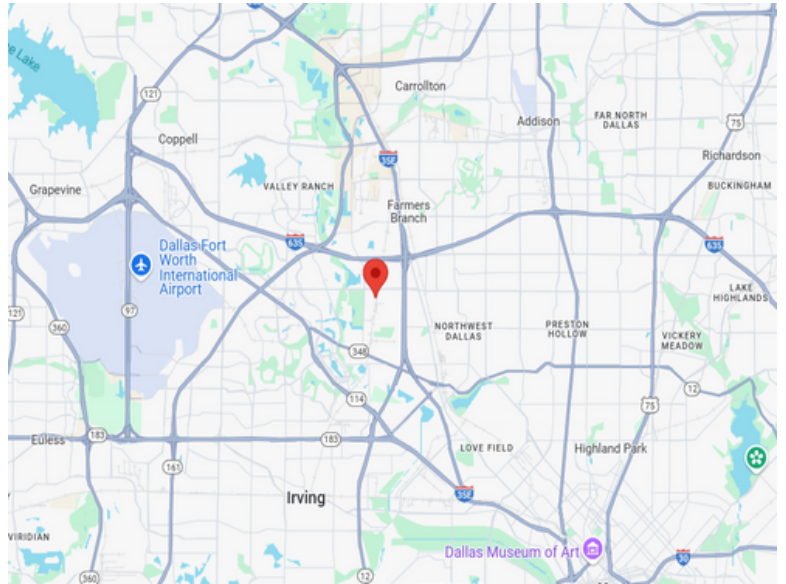 Lake
Carrollton
121
Addison
FAR NORTH
DALLAS
75
Coppell
35E
Richardson
Grapevine
VALLEY RANCH
BUCKINGHAM
Farmers
Branch
635
635
Dallas Fort
Worth
International
Airport
LAKE
HIGHLANDS
97
121
360
NORTHWEST
DALLAS
PRESTON
HOLLOW
VICKERY
MEADOW
348
12
114
75
Euless
183
183
LOVE FIELD
Highland Park
161
Irving
35E
VIRIDIAN
Dallas Museum of Art
30
360
12